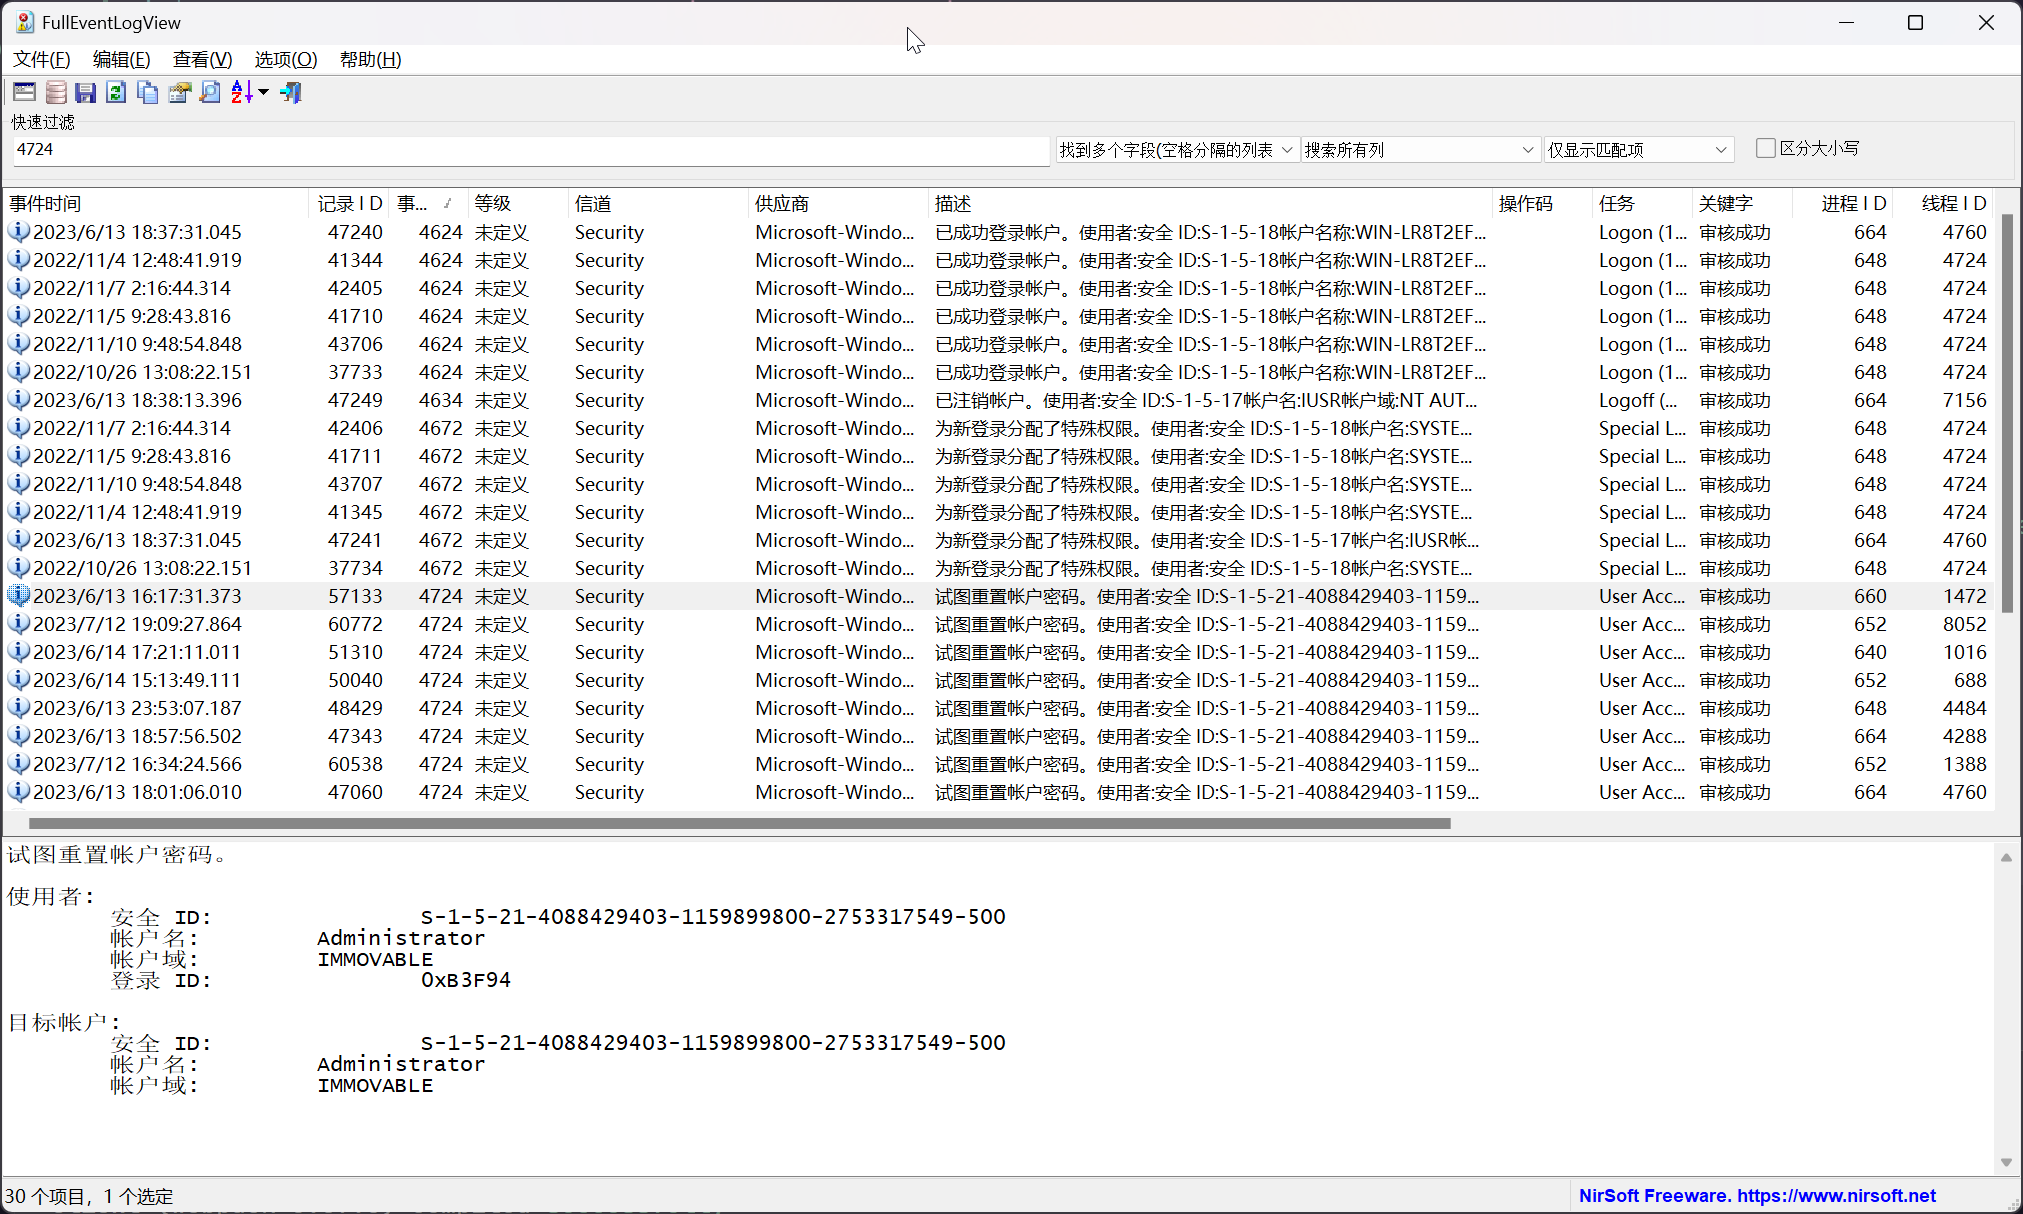 FullEventLogView
文件(F) 编辑(E) 查看(V) 选项(O) 帮助(H)
快速过滤
4724 找到多个字段(空格分隔的列表 搜索所有列 仅显示匹配项 区分大小写
事件时间 记录 I D 事... 等级 信道 供应商 描述 操作码 任务 关键字 进程 I D 线程 I D
2023/6/13 18:37:31.045 47240 4624 未定义 Security Microsoft-Windo... 已成功登录帐户。使用者:安全 ID:S-1-5-18帐户名称:WIN-LR8T2EF... Logon (1... 审核成功 664 4760
2022/11/4 12:48:41.919 41344 4624 未定义 Security Microsoft-Windo... 已成功登录帐户。使用者:安全 ID:S-1-5-18帐户名称:WIN-LR8T2EF... Logon (1... 审核成功 648 4724
2022/11/7 2:16:44.314 42405 4624 未定义 Security Microsoft-Windo... 已成功登录帐户。使用者:安全 ID:S-1-5-18帐户名称:WIN-LR8T2EF... Logon (1... 审核成功 648 4724
2022/11/5 9:28:43.816 41710 4624 未定义 Security Microsoft-Windo... 已成功登录帐户。使用者:安全 ID:S-1-5-18帐户名称:WIN-LR8T2EF... Logon (1... 审核成功 648 4724
2022/11/10 9:48:54.848 43706 4624 未定义 Security Microsoft-Windo... 已成功登录帐户。使用者:安全 ID:S-1-5-18帐户名称:WIN-LR8T2EF... Logon (1... 审核成功 648 4724
2022/10/26 13:08:22.151 37733 4624 未定义 Security Microsoft-Windo... 已成功登录帐户。使用者:安全 ID:S-1-5-18帐户名称:WIN-LR8T2EF... Logon (1... 审核成功 648 4724
2023/6/13 18:38:13.396 47249 4634 未定义 Security Microsoft-Windo... 已注销帐户。使用者:安全 ID:S-1-5-17帐户名:IUSR帐户域:NT AUT... Logoff (... 审核成功 664 7156
2022/11/7 2:16:44.314 42406 4672 未定义 Security Microsoft-Windo... 为新登录分配了特殊权限。使用者:安全 ID:S-1-5-18帐户名:SYSTE... Special L... 审核成功 648 4724
2022/11/5 9:28:43.816 41711 4672 未定义 Security Microsoft-Windo... 为新登录分配了特殊权限。使用者:安全 ID:S-1-5-18帐户名:SYSTE... Special L... 审核成功 648 4724
2022/11/10 9:48:54.848 43707 4672 未定义 Security Microsoft-Windo... 为新登录分配了特殊权限。使用者:安全 ID:S-1-5-18帐户名:SYSTE... Special L... 审核成功 648 4724
2022/11/4 12:48:41.919 41345 4672 未定义 Security Microsoft-Windo... 为新登录分配了特殊权限。使用者:安全 ID:S-1-5-18帐户名:SYSTE... Special L... 审核成功 648 4724
2023/6/13 18:37:31.045 47241 4672 未定义 Security Microsoft-Windo... 为新登录分配了特殊权限。使用者:安全 ID:S-1-5-17帐户名:IUSR帐... Special L... 审核成功 664 4760
2022/10/26 13:08:22.151 37734 4672 未定义 Security Microsoft-Windo... 为新登录分配了特殊权限。使用者:安全 ID:S-1-5-18帐户名:SYSTE... Special L... 审核成功 648 4724
2023/6/13 16:17:31.373 57133 4724 未定义 Security Microsoft-Windo... 试图重置帐户密码。使用者:安全 ID:S-1-5-21-4088429403-1159... User Acc... 审核成功 660 1472
2023/7/12 19:09:27.864 60772 4724 未定义 Security Microsoft-Windo... 试图重置帐户密码。使用者:安全 ID:S-1-5-21-4088429403-1159... User Acc... 审核成功 652 8052
2023/6/14 17:21:11.011 51310 4724 未定义 Security Microsoft-Windo... 试图重置帐户密码。使用者:安全 ID:S-1-5-21-4088429403-1159... User Acc... 审核成功 640 1016
2023/6/14 15:13:49.111 50040 4724 未定义 Security Microsoft-Windo... 试图重置帐户密码。使用者:安全 ID:S-1-5-21-4088429403-1159... User Acc... 审核成功 652 688
2023/6/13 23:53:07.187 48429 4724 未定义 Security Microsoft-Windo... 试图重置帐户密码。使用者:安全 ID:S-1-5-21-4088429403-1159... User Acc... 审核成功 648 4484
2023/6/13 18:57:56.502 47343 4724 未定义 Security Microsoft-Windo... 试图重置帐户密码。使用者:安全 ID:S-1-5-21-4088429403-1159... User Acc... 审核成功 664 4288
2023/7/12 16:34:24.566 60538 4724 未定义 Security Microsoft-Windo... 试图重置帐户密码。使用者:安全 ID:S-1-5-21-4088429403-1159... User Acc... 审核成功 652 1388
2023/6/13 18:01:06.010 47060 4724 未定义 Security Microsoft-Windo... 试图重置帐户密码。使用者:安全 ID:S-1-5-21-4088429403-1159... User Acc... 审核成功 664 4760
试图重置帐户密码。
使用者:
安全 ID: S-1-5-21-4088429403-1159899800-2753317549-500
帐户名: Administrator
帐户域: IMMOVABLE
登录 ID: 0xB3F94
目标帐户:
安全 ID: S-1-5-21-4088429403-1159899800-2753317549-500
帐户名: Administrator
帐户域: IMMOVABLE
30 个项目, 1 个选定 NirSoft Freeware. https://www.nirsoft.net